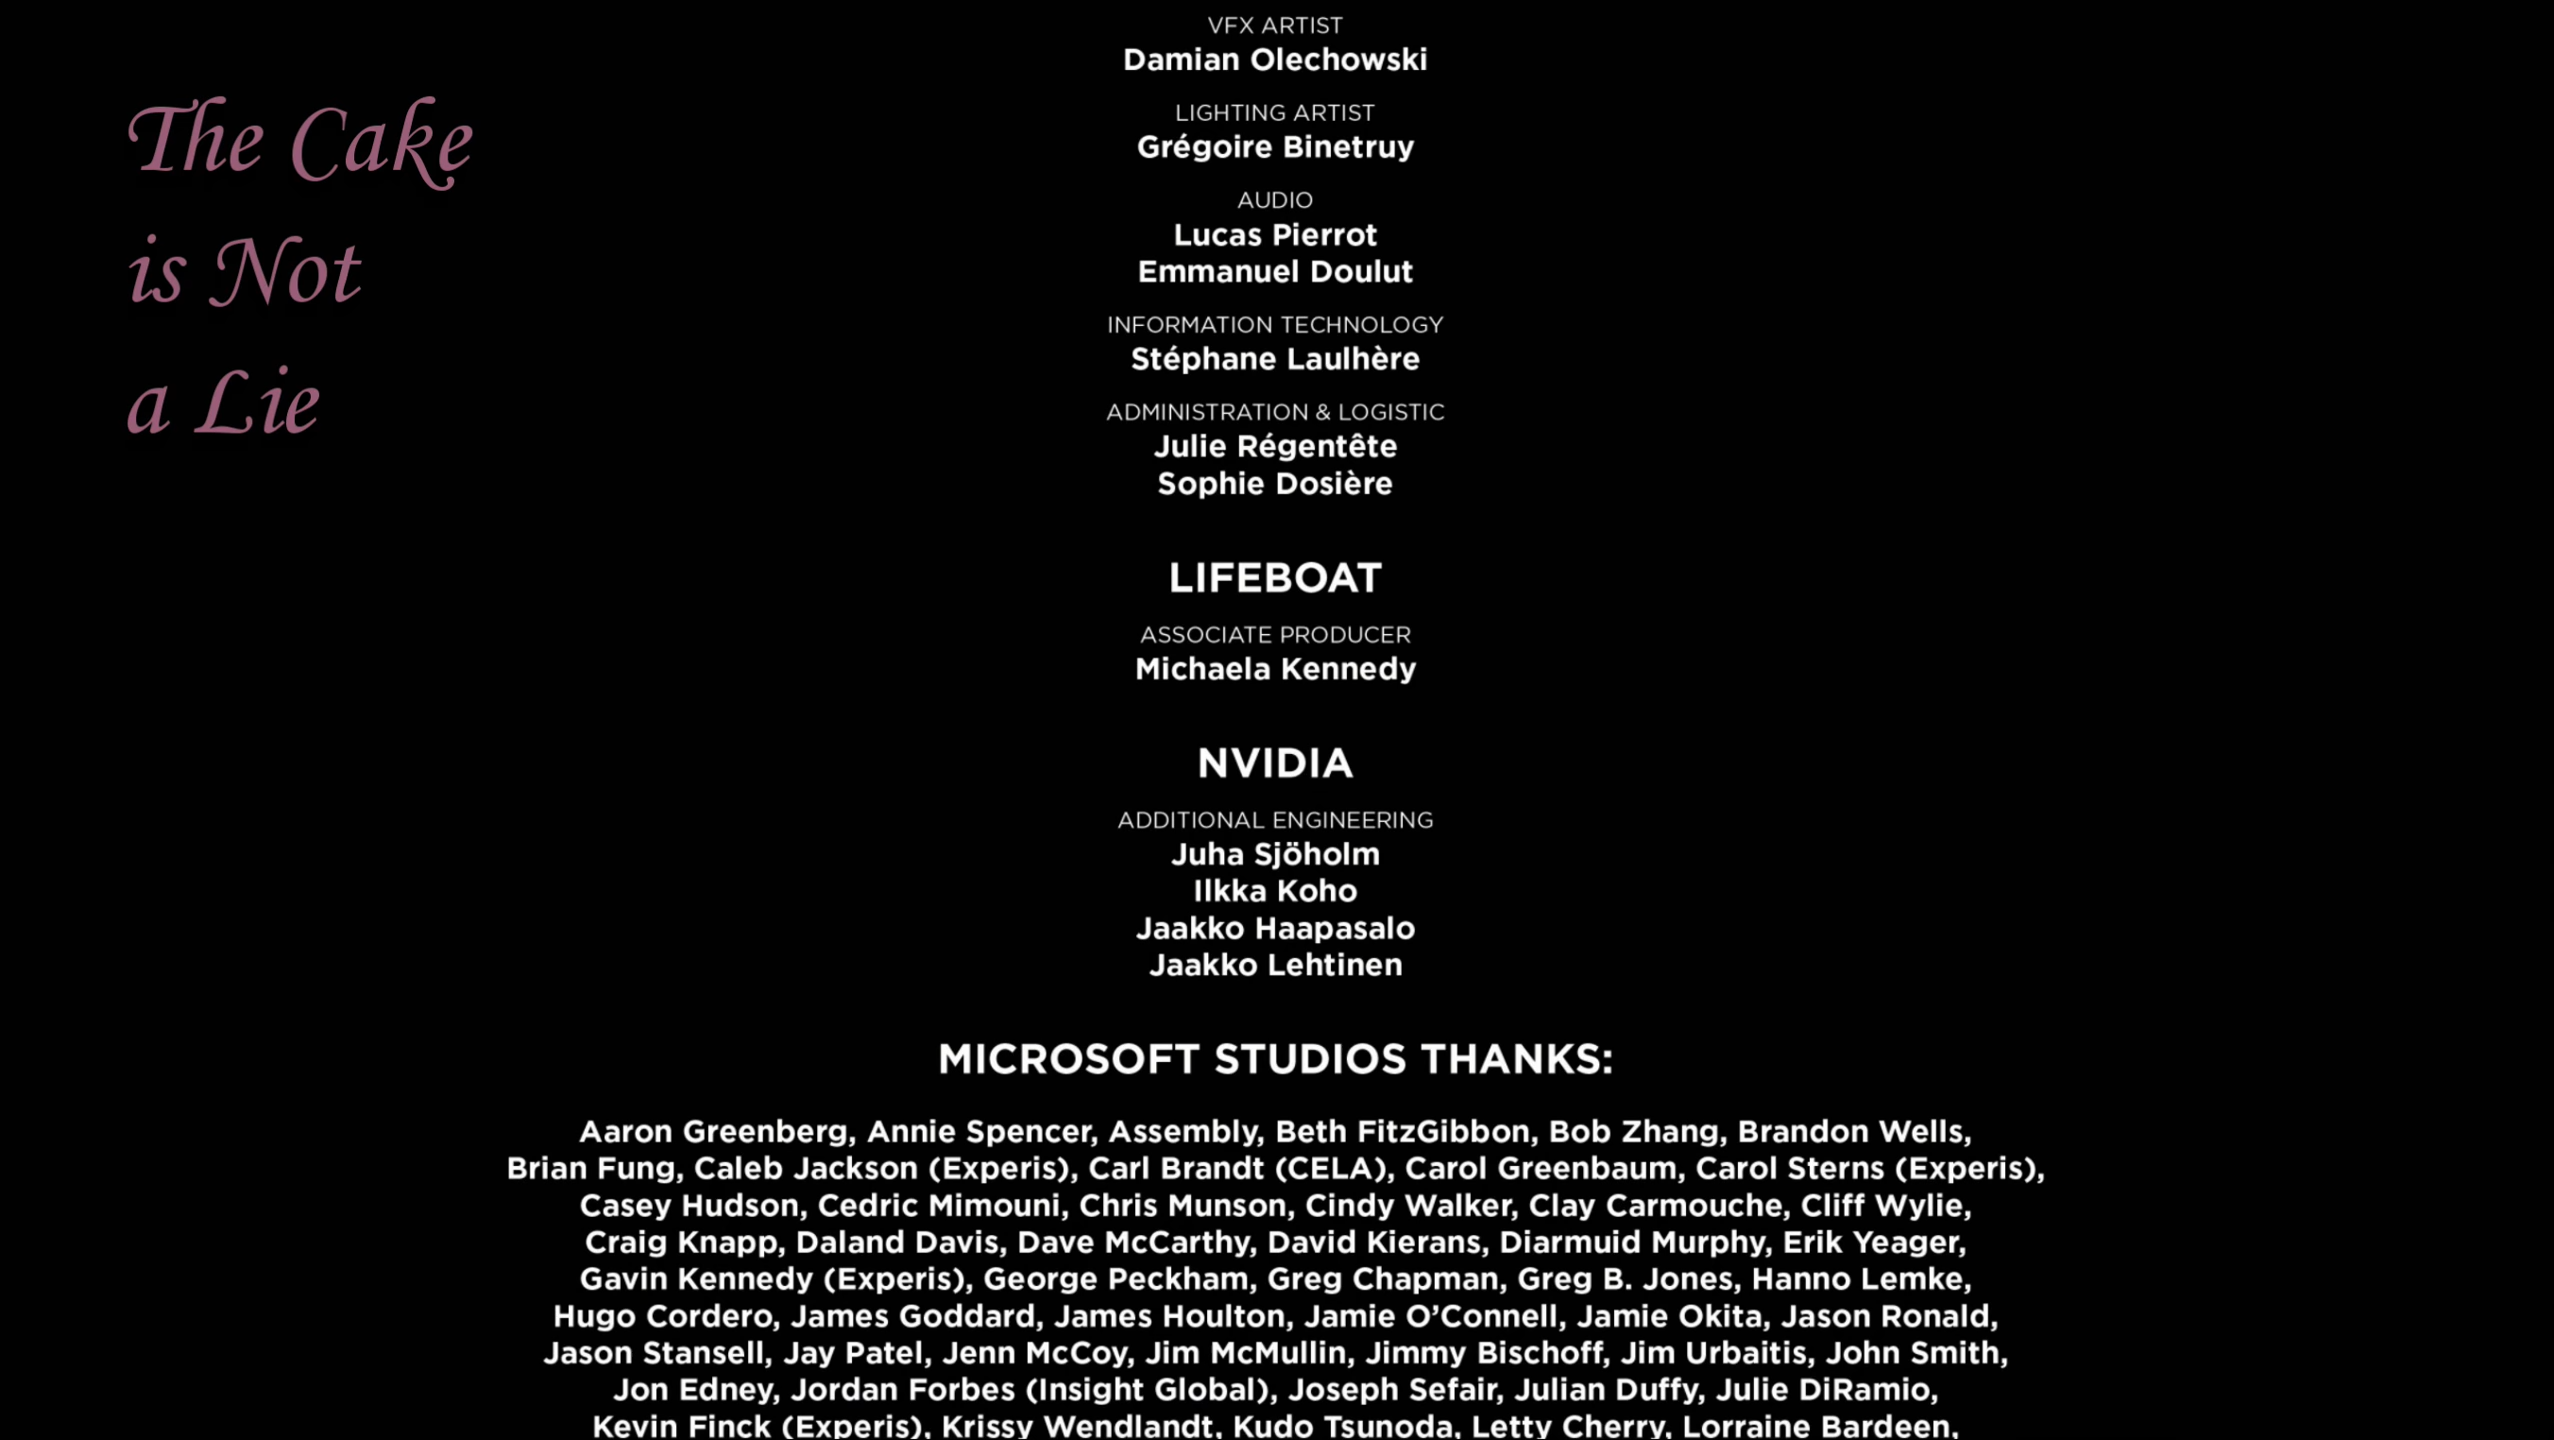 The Cake
is Not
a Lie
VFX ARTIST
Damian Olechowski
LIGHTING ARTIST
Grégoire Binetruy
AUDIO
Lucas Pierrot
Emmanuel Doulut
INFORMATION TECHNOLOGY
Stéphane Laulhère
ADMINISTRATION & LOGISTIC
Julie Régentête
Sophie Dosière
LIFEBOAT
ASSOCIATE PRODUCER
Michaela Kennedy
NVIDIA
ADDITIONAL ENGINEERING
Juha Sjöholm
Ilkka Koho
Jaakko Haapasalo
Jaakko Lehtinen
MICROSOFT STUDIOS THANKS:
Aaron Greenberg, Annie Spencer, Assembly, Beth FitzGibbon, Bob Zhang, Brandon Wells,
Brian Fung, Caleb Jackson (Experis), Carl Brandt (CELA), Carol Greenbaum, Carol Sterns (Experis),
Casey Hudson, Cedric Mimouni, Chris Munson, Cindy Walker, Clay Carmouche, Cliff Wylie,
Craig Knapp, Daland Davis, Dave McCarthy, David Kierans, Diarmuid Murphy, Erik Yeager,
Gavin Kennedy (Experis), George Peckham, Greg Chapman, Greg B. Jones, Hanno Lemke,
Hugo Cordero, James Goddard, James Houlton, Jamie O’Connell, Jamie Okita, Jason Ronald,
Jason Stansell, Jay Patel, Jenn McCoy, Jim McMullin, Jimmy Bischoff, Jim Urbaitis, John Smith,
Jon Edney, Jordan Forbes (Insight Global), Joseph Sefair, Julian Duffy, Julie DiRamio,
Kevin Finck (Experis), Krissy Wendlandt, Kudo Tsunoda, Letty Cherry, Lorraine Bardeen,